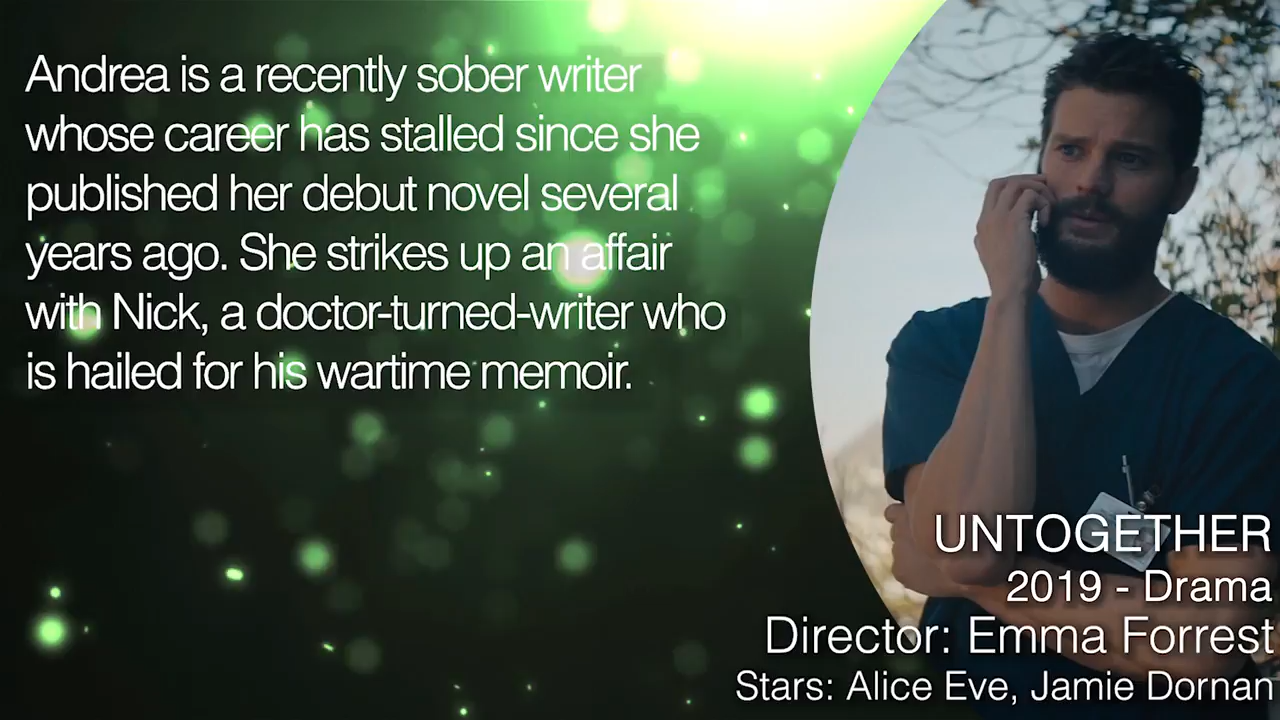 Andrea is a recently sober writer
whose career has stalled since she
published her debut novel several
years ago. She strikes up an affair
with Nick, a doctor-turned-writer who
is hailed for his wartime memoir.
UNTOGETHER
2019 - Drama
Director: Emma Forrest
Stars: Alice Eve, Jamie Dornan